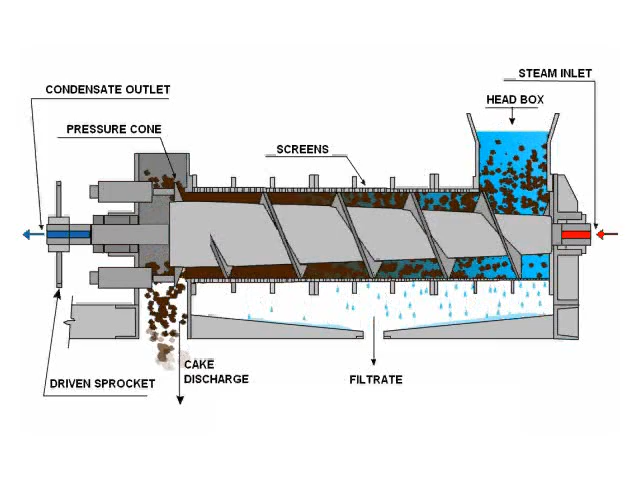 STEAM INLET
CONDENSATE OUTLET
HEAD BOX
PRESSURE CONE
SCREENS
CAKE
DISCHARGE
DRIVEN SPROCKET
FILTRATE